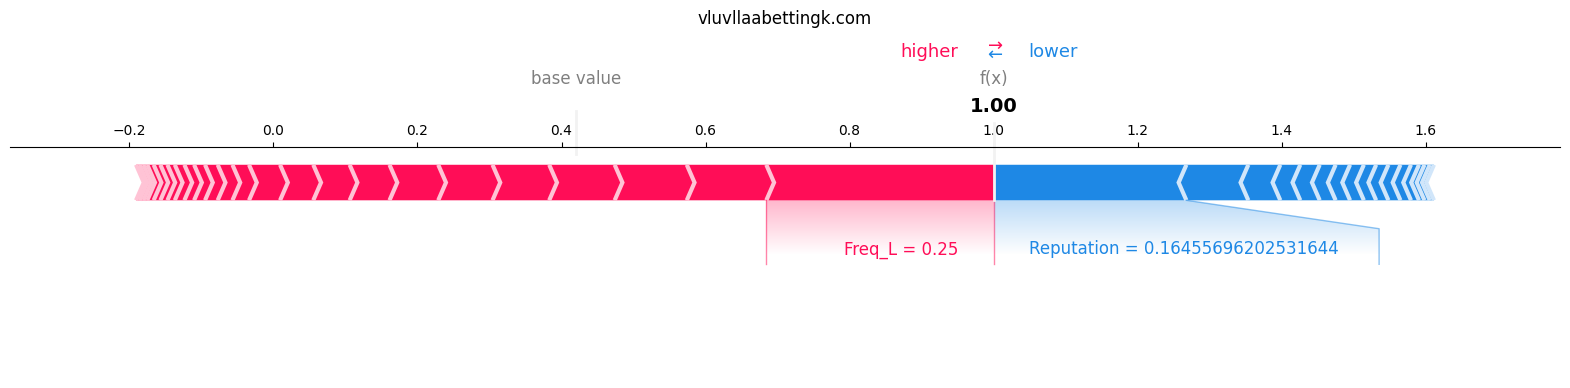 vluvllaabettingk.com
higher ⇄ lower
base value f(x)
1.00
−0.2 0.0 0.2 0.4 0.6 0.8 1.0 1.2 1.4 1.6
Freq_L = 0.25 Reputation = 0.16455696202531644